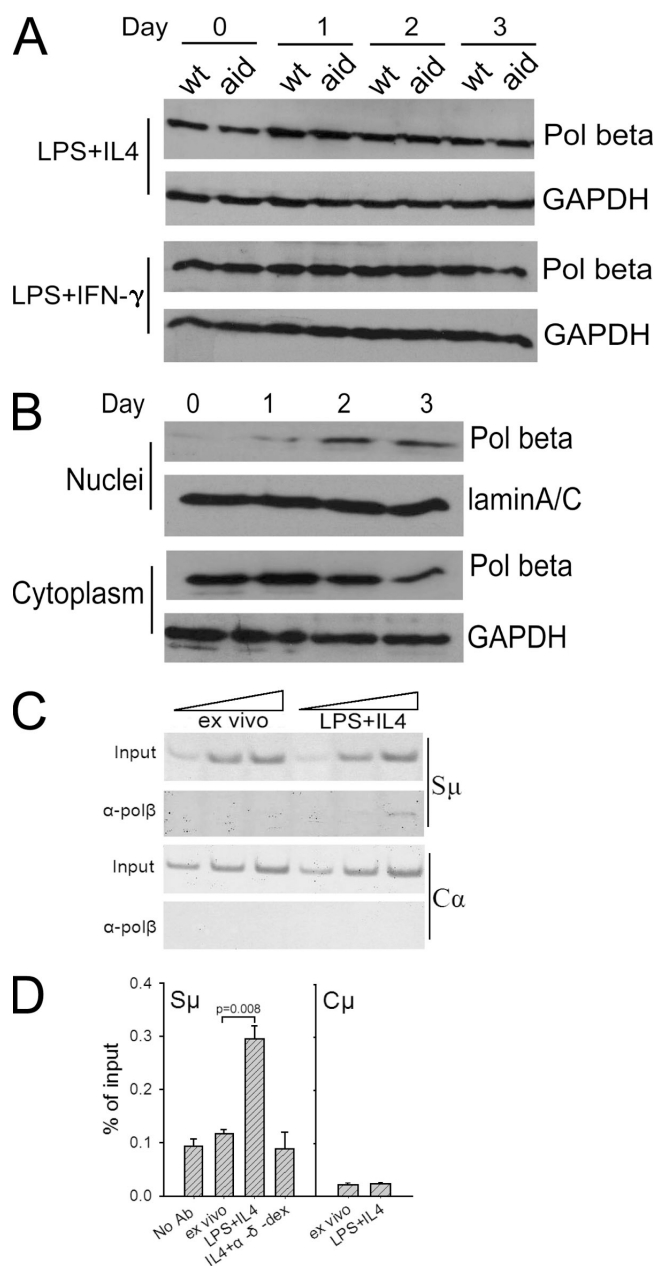 A
Day 0 1 2 3
wt aid wt aid wt aid wt aid
LPS+IL4
Pol beta
GAPDH
LPS+IFN-γ
Pol beta
GAPDH
B
Day 0 1 2 3
Nuclei
Pol beta
laminA/C
Cytoplasm
Pol beta
GAPDH
C
ex vivo LPS+IL4
Input
α-polβ
Sμ
Input
α-polβ
Cα
D
% of input
0.4
0.3
0.2
0.1
0.0
Sμ
p=0.008
Cμ
No Ab
ex vivo
LPS+IL4
IL4+α -δ -dex
ex vivo
LPS+IL4